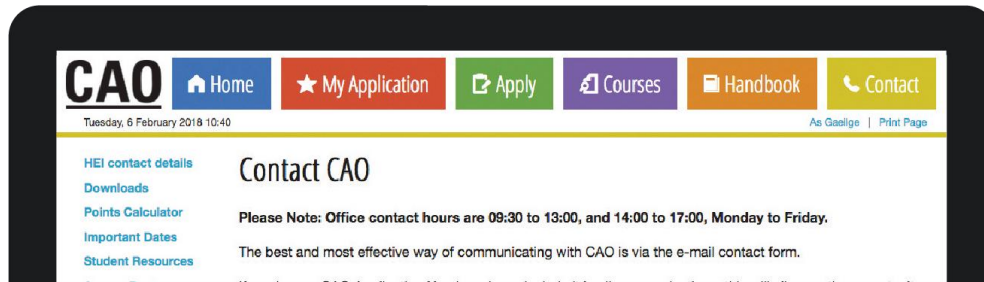 CAO Home My Application Apply Courses Handbook Contact
Tuesday, 6 February 2018 10:40
As Gaeilge | Print Page
HEI contact details
Downloads
Points Calculator
Important Dates
Student Resources
Contact CAO
Please Note: Office contact hours are 09:30 to 13:00, and 14:00 to 17:00, Monday to Friday.
The best and most effective way of communicating with CAO is via the e-mail contact form.